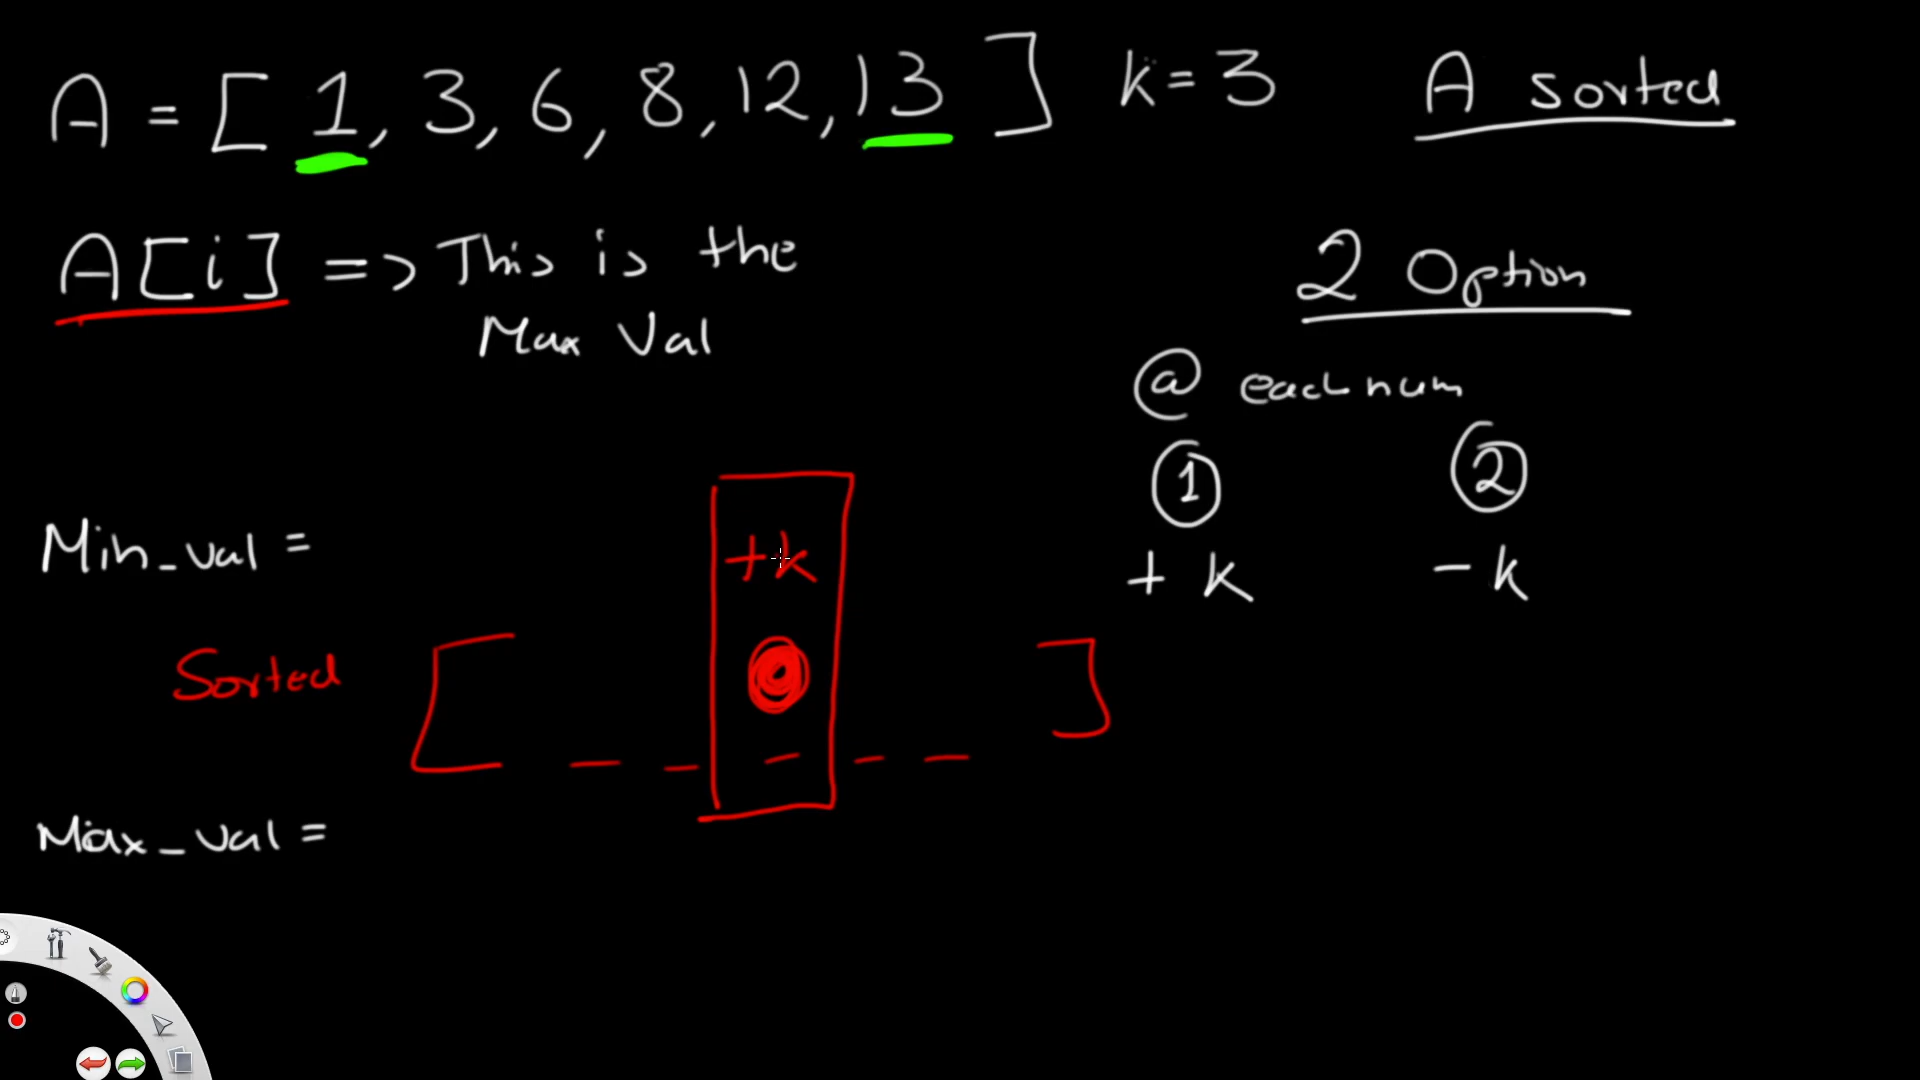 A = [ 1, 3, 6, 8, 12, 13 ] k = 3 A sorted
A[i] => This is the
Max Val
2 Option
@ each num
1 2
+ k - k
Min_val =
+k
Sorted [ _ _ _ _ _ _ ]
Max_val =